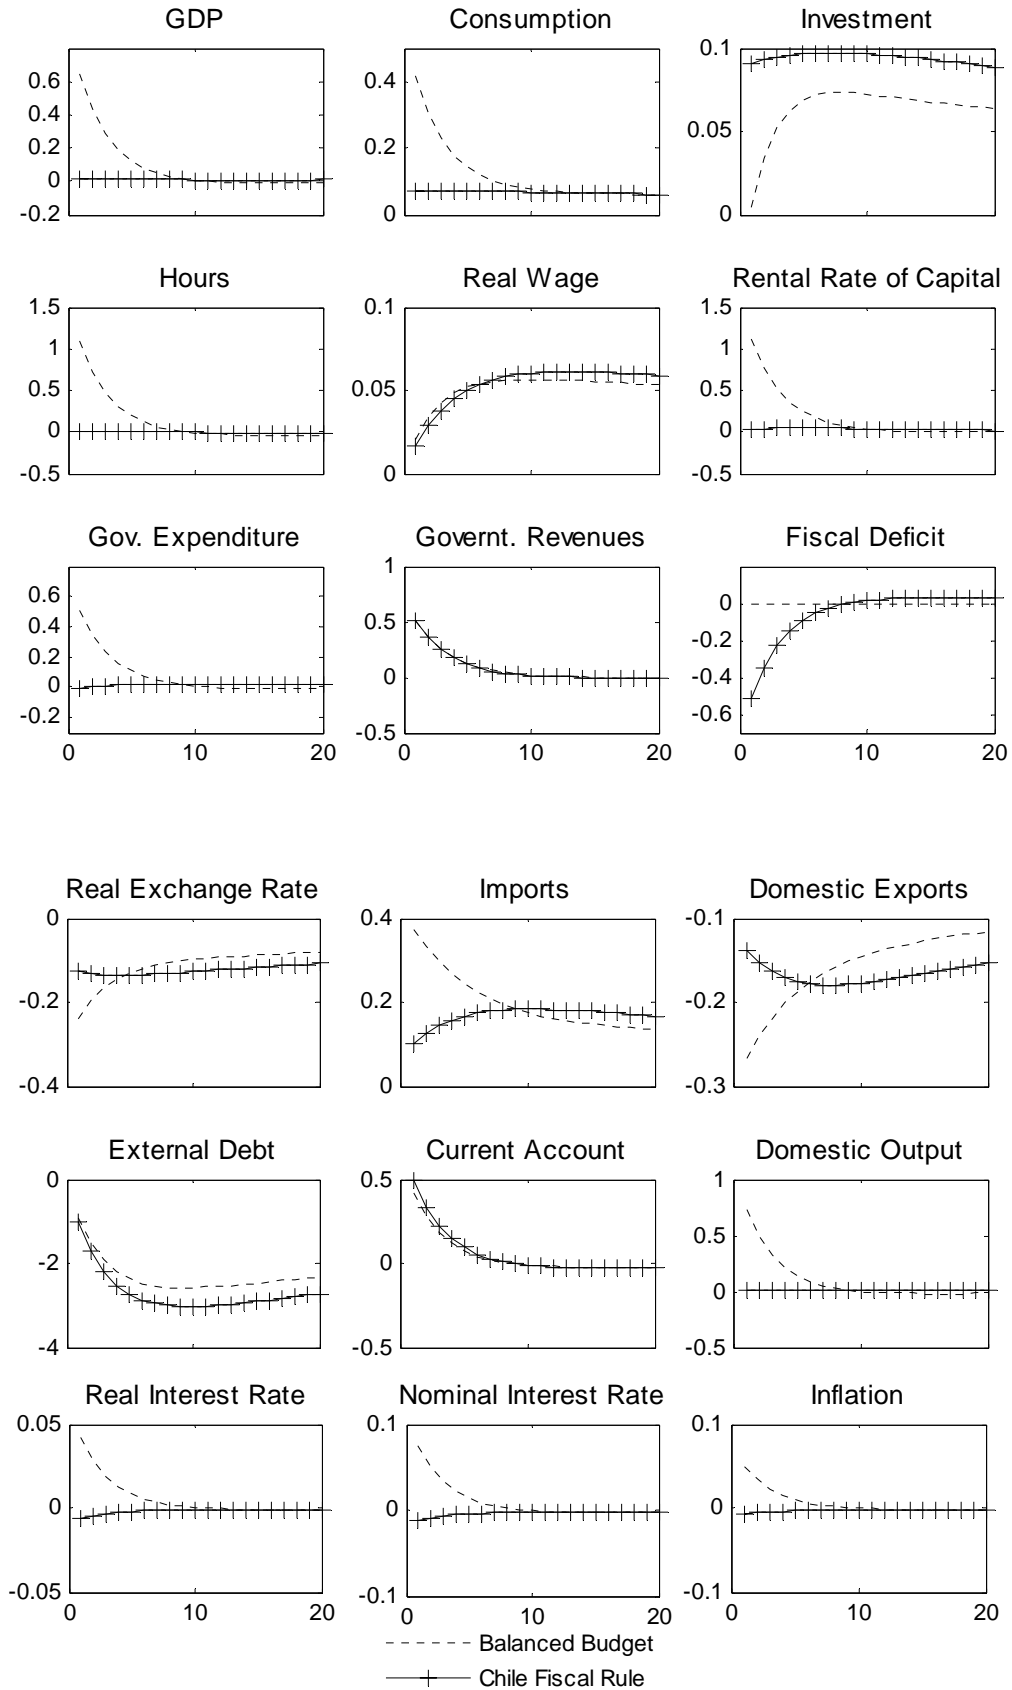 GDP Consumption Investment
0.6 0.4 0.2 0 -0.2
0.4 0.2 0
0.1 0.05 0
Hours Real Wage Rental Rate of Capital
1.5 1 0.5 0 -0.5
0.1 0.05 0
1.5 1 0.5 0 -0.5
Gov. Expenditure Governt. Revenues Fiscal Deficit
0.6 0.4 0.2 0 -0.2
1 0.5 0 -0.5
0 -0.2 -0.4 -0.6
0 10 20 0 10 20 0 10 20
Real Exchange Rate Imports Domestic Exports
0 -0.2 -0.4
0.4 0.2 0
-0.1 -0.2 -0.3
External Debt Current Account Domestic Output
0 -2 -4
0.5 0 -0.5
1 0.5 0 -0.5
Real Interest Rate Nominal Interest Rate Inflation
0.05 0 -0.05
0.1 0 -0.1
0.1 0 -0.1
0 10 20 0 10 20 0 10 20
Balanced Budget
Chile Fiscal Rule